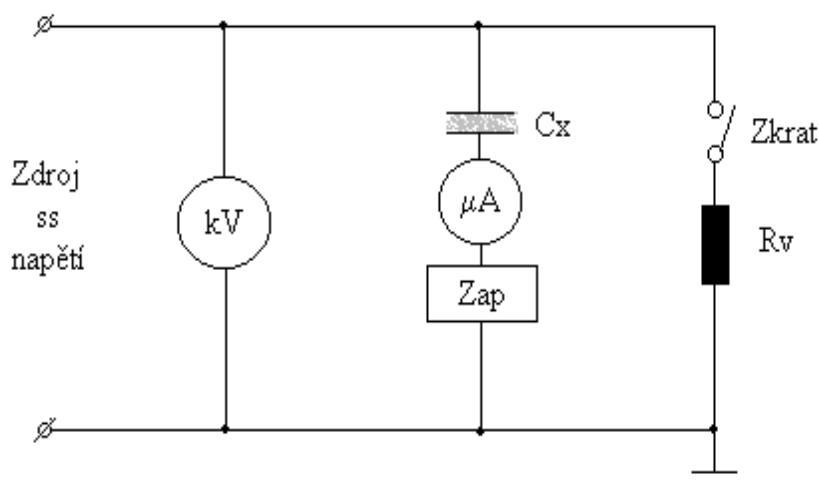 Zdroj
ss
napětí
kV
Cx
μA
Zap
Zkrat
Rv